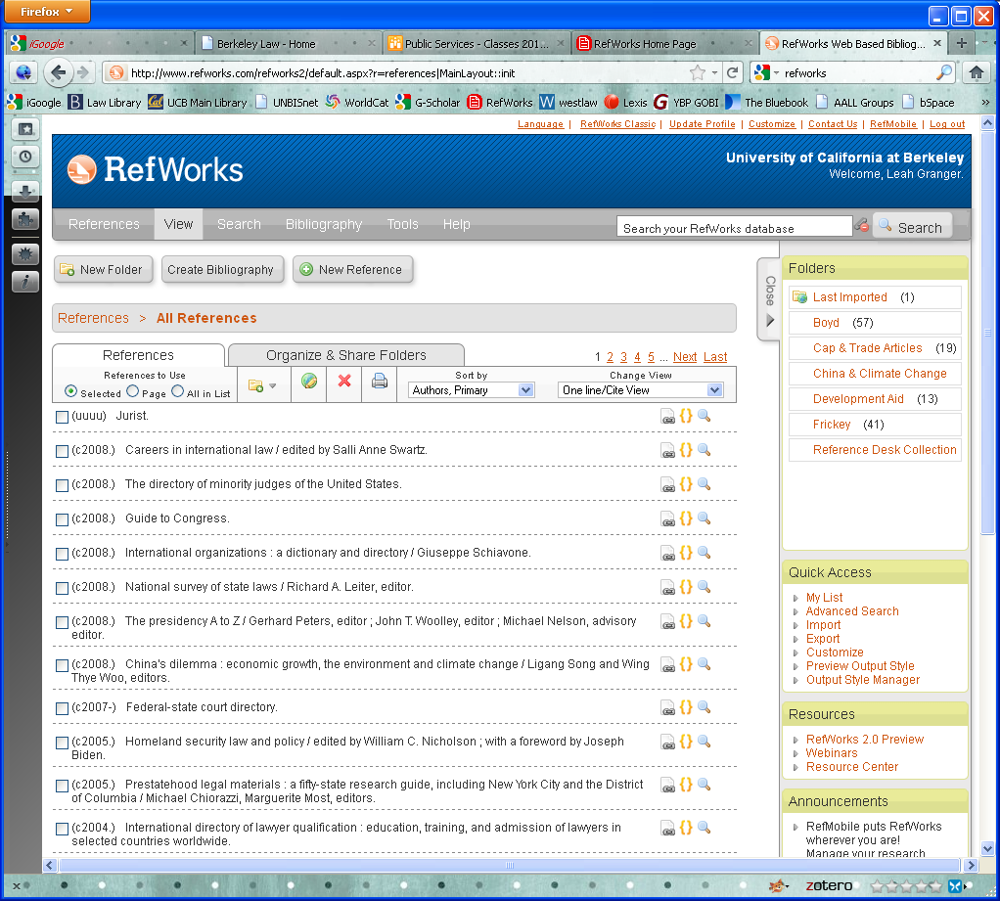 Firefox
iGoogle
Berkeley Law - Home
Public Services - Classes 201...
RefWorks Home Page
RefWorks Web Based Bibliog...
http://www.refworks.com/refworks2/default.aspx?r=references|MainLayout::init
refworks
iGoogle
Law Library
UCB Main Library
UNBISnet
WorldCat
G-Scholar
RefWorks
westlaw
Lexis
YBP GOBI
The Bluebook
AALL Groups
bSpace
Language | RefWorks Classic | Update Profile | Customize | Contact Us | RefMobile | Log out
RefWorks
University of California at Berkeley
Welcome, Leah Granger.
References View Search Bibliography Tools Help
Search your RefWorks database
Search
New Folder
Create Bibliography
New Reference
References > All References
References
Organize & Share Folders
1 2 3 4 5 ... Next Last
References to Use
Selected Page All in List
Sort by
Authors, Primary
Change View
One line/Cite View
(uuuu) Jurist.
(c2008.) Careers in international law / edited by Salli Anne Swartz.
(c2008.) The directory of minority judges of the United States.
(c2008.) Guide to Congress.
(c2008.) International organizations : a dictionary and directory / Giuseppe Schiavone.
(c2008.) National survey of state laws / Richard A. Leiter, editor.
(c2008.) The presidency A to Z / Gerhard Peters, editor ; John T. Woolley, editor ; Michael Nelson, advisory
editor.
(c2008.) China's dilemma : economic growth, the environment and climate change / Ligang Song and Wing
Thye Woo, editors.
(c2007-) Federal-state court directory.
(c2005.) Homeland security law and policy / edited by William C. Nicholson ; with a foreword by Joseph
Biden.
(c2005.) Prestatehood legal materials : a fifty-state research guide, including New York City and the District
of Columbia / Michael Chiorazzi, Marguerite Most, editors.
(c2004.) International directory of lawyer qualification : education, training, and admission of lawyers in
selected countries worldwide.
Close
Folders
Last Imported (1)
Boyd (57)
Cap & Trade Articles (19)
China & Climate Change
Development Aid (13)
Frickey (41)
Reference Desk Collection
Quick Access
My List
Advanced Search
Import
Export
Customize
Preview Output Style
Output Style Manager
Resources
RefWorks 2.0 Preview
Webinars
Resource Center
Announcements
RefMobile puts RefWorks
wherever you are!
Manage your research
zotero